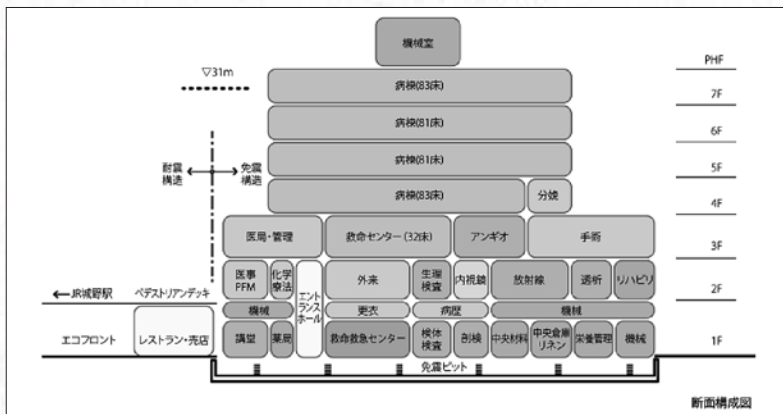 機械室
PHF
▽31m
病棟(83床)
7F
病棟(81床)
6F
病棟(81床)
5F
耐震
構造
免震
構造
病棟(83床)
分娩
4F
医局・管理
救命センター(32床)
アンギオ
手術
3F
医事
PFM
化学
療法
エント
ランス
ホール
外来
生理
検査
内視鏡
放射線
透析
リハビリ
2F
←JR城野駅
ペデストリアンデッキ
機械
更衣
病歴
機械
エコフロント
レストラン・売店
講堂
薬局
救命救急センター
検体
検査
剖検
中央材料
中央倉庫
リネン
栄養管理
機械
1F
免震ピット
断面構成図